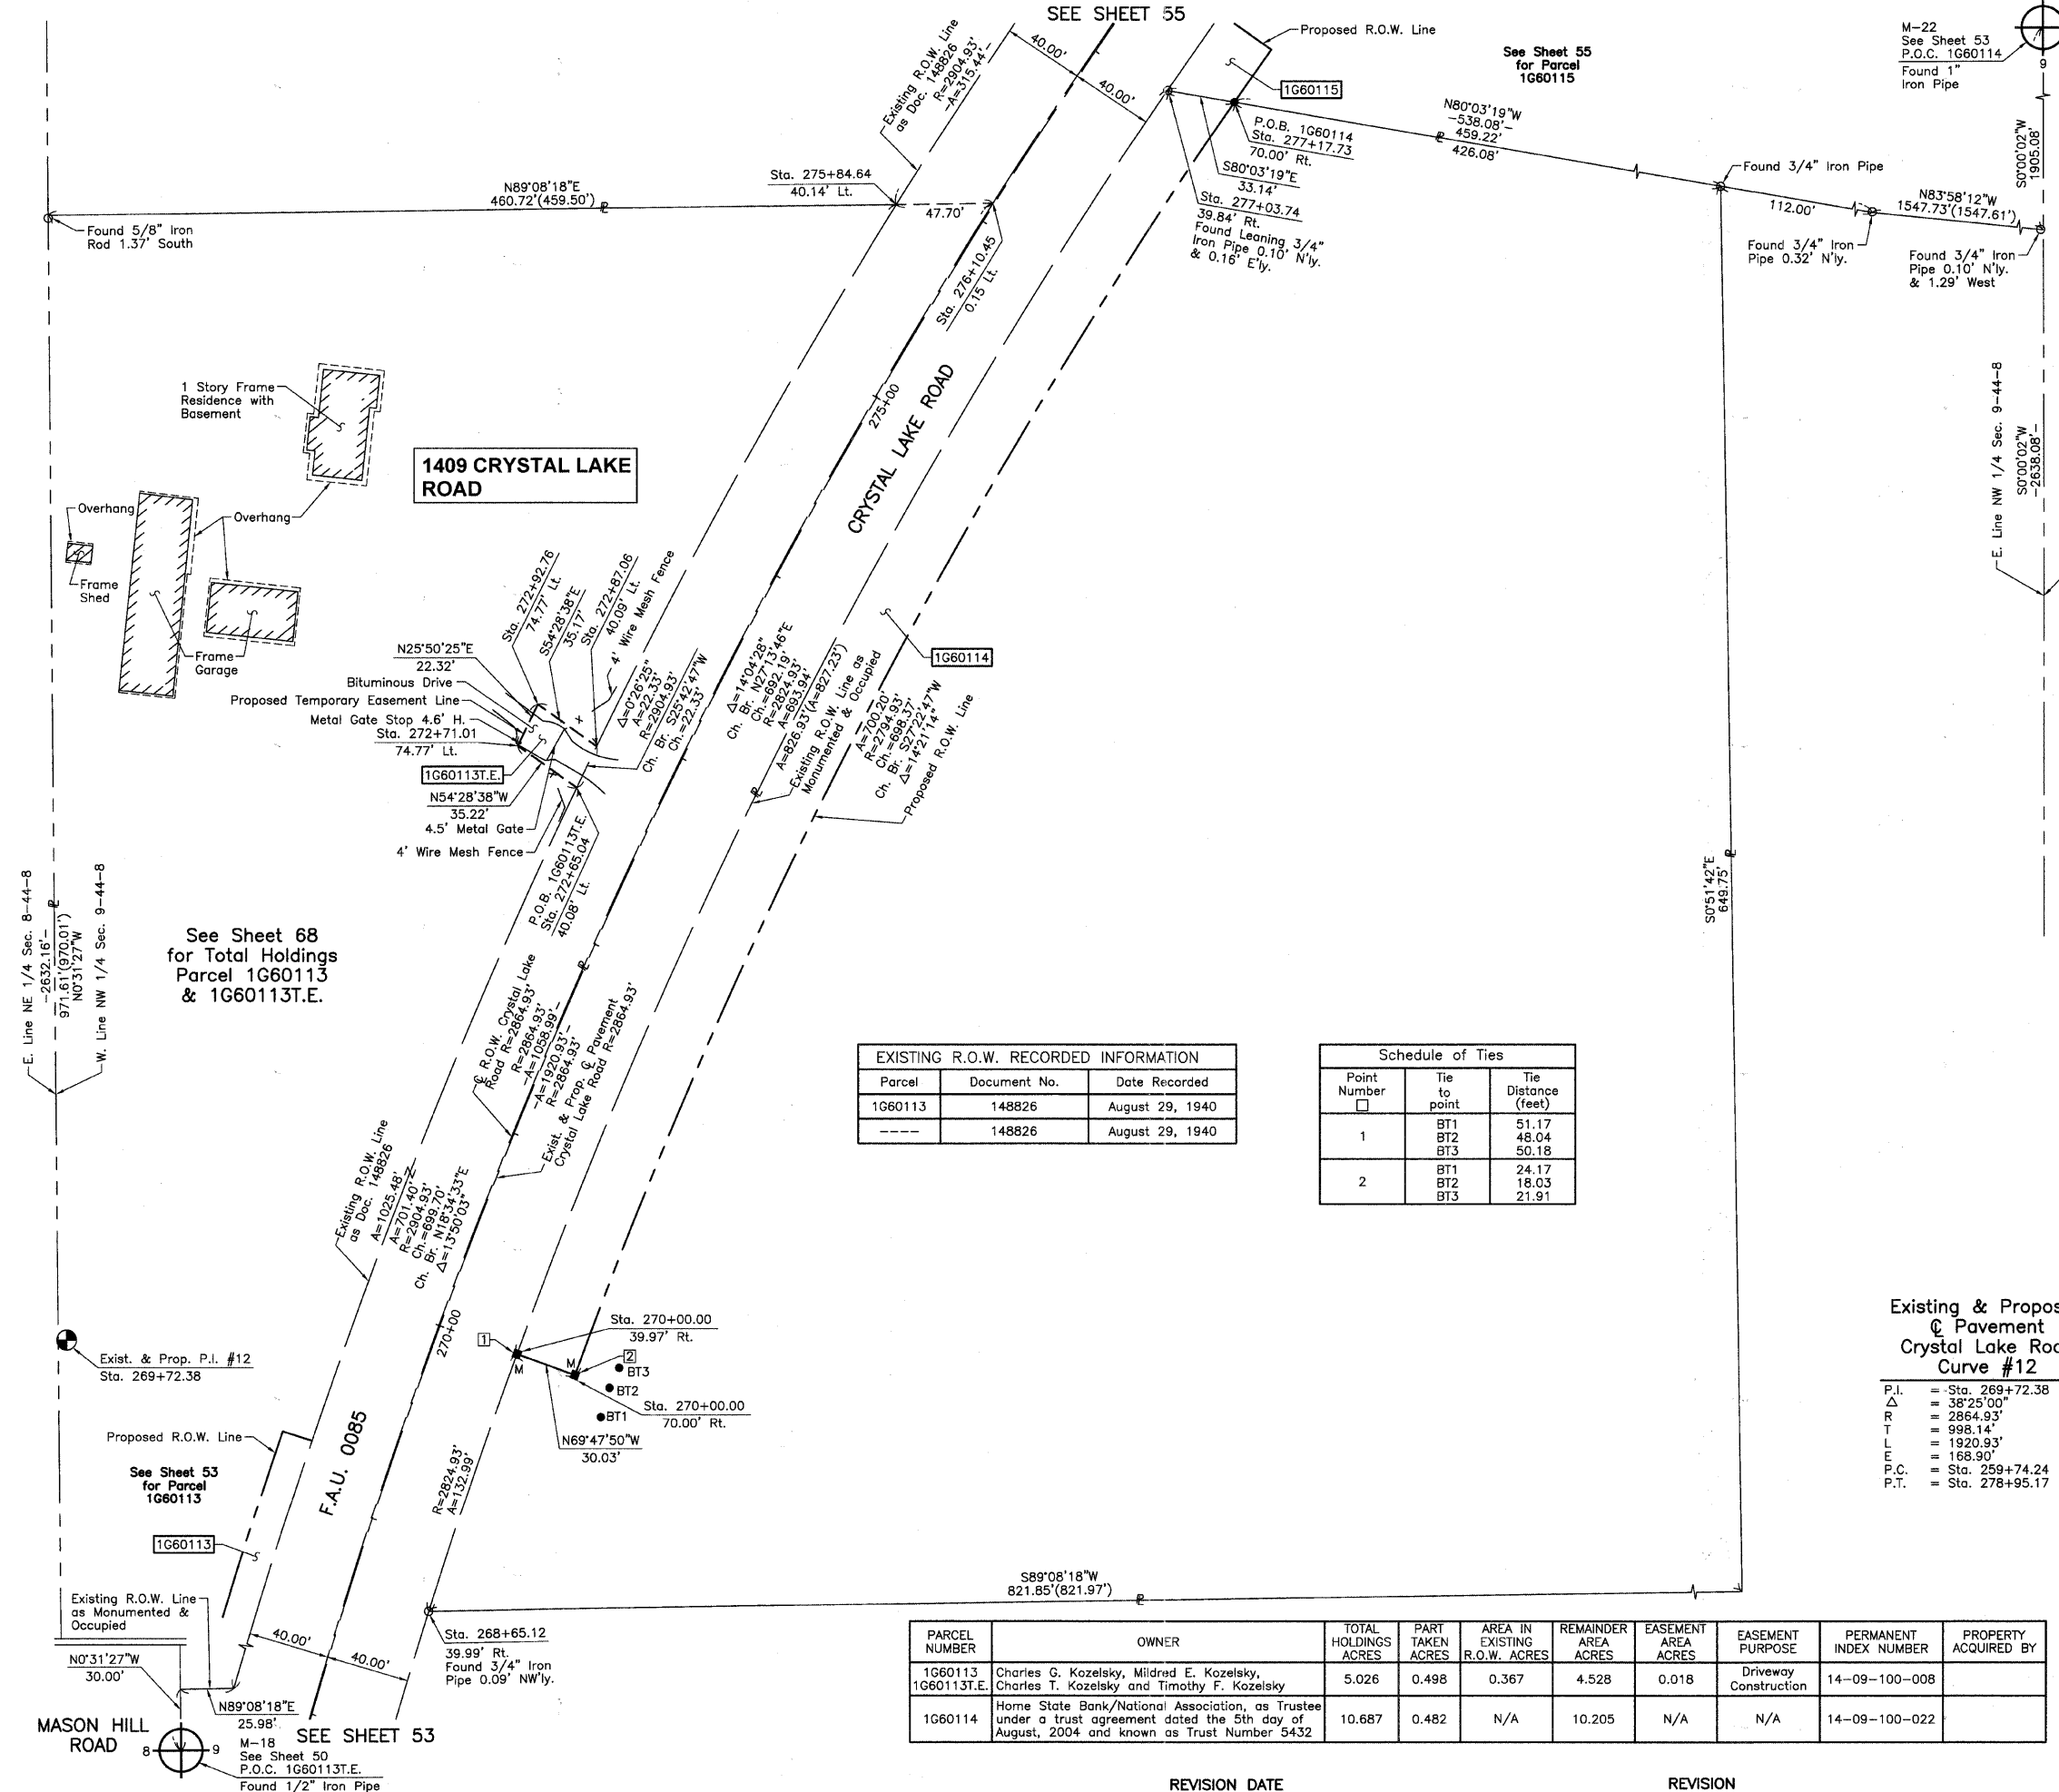 SEE SHEET 55
Proposed R.O.W. Line
See Sheet 55
for Parcel
1G60115
M-22
See Sheet 53
P.O.C. 1G60114
Found 1"
Iron Pipe
9
Existing R.O.W. Line
as Doc. 148826
R=2904.93'
-A=315.44'-
40.00'
40.00'
1G60115
P.O.B. 1G60114
Sta. 277+17.73
70.00' Rt.
S80°03'19"E
33.14'
Sta. 277+03.74
39.84' Rt.
Found Leaning 3/4"
Iron Pipe 0.10' N'ly.
& 0.16' E'ly.
N80°03'19"W
-538.08'-
459.22'
426.08'
Found 3/4" Iron Pipe
112.00'
N83°58'12"W
1547.73'(1547.61')
Found 3/4" Iron
Pipe 0.32' N'ly.
Found 3/4" Iron
Pipe 0.10' N'ly.
& 1.29' West
S0°00'02"W
1905.08'
N89°08'18"E
460.72'(459.50')
Sta. 275+84.64
40.14' Lt.
47.70'
Found 5/8" Iron
Rod 1.37' South
Sta. 276+10.45
0.15 Lt.
1 Story Frame
Residence with
Basement
1409 CRYSTAL LAKE
ROAD
275+00
CRYSTAL LAKE ROAD
E. Line NW 1/4 Sec. 9-44-8
S0°00'02"W
-2638.08'-
Overhang
Overhang
Frame
Shed
Frame
Garage
Sta. 272+92.76
74.77' Lt.
S54°28'38"E
35.17'
Sta. 272+87.06
40.09' Lt.
4' Wire Mesh Fence
N25°50'25"E
22.32'
Bituminous Drive
Proposed Temporary Easement Line
Metal Gate Stop 4.6' H.
Sta. 272+71.01
74.77' Lt.
1G60113T.E.
N54°28'38"W
35.22'
4.5' Metal Gate
4' Wire Mesh Fence
Δ=0°26'25"
A=22.33'
R=2904.93'
Br. S25°42'47"W
Ch.=22.33'
P.O.B. 1G60113T.E.
Sta. 272+65.04
40.08' Lt.
Δ=14°04'28"
Ch. Br. N27°13'46"E
Ch.=692.19'
R=2824.93'
A=693.94'
A=826.93'(A=827.23')
Existing R.O.W. Line as
Monumented & Occupied
1G60114
A=700.20'
R=2794.93'
Ch.=698.37'
Ch. Br. S27°22'47"W
Δ=14°21'14"
Proposed R.O.W. Line
S0°51'42"E
649.75'
E. Line NE 1/4 Sec. 8-44-8
-2632.16'-
971.61'(970.01')
N0°31'27"W
W. Line NW 1/4 Sec. 9-44-8
See Sheet 68
for Total Holdings
Parcel 1G60113
& 1G60113T.E.
℄ R.O.W. Crystal Lake
Road R=2864.93'
R=2864.93'
-A=1058.99'-
-A=1920.93'-
R=2864.93'
Exist. & Prop. ℄ Pavement
Crystal Lake Road R=2864.93'
EXISTING R.O.W. RECORDED INFORMATION
Parcel Document No. Date Recorded
1G60113 148826 August 29, 1940
---- 148826 August 29, 1940
Schedule of Ties
Point Number □ Tie to point Tie Distance (feet)
1 BT1 51.17
BT2 48.04
BT3 50.18
2 BT1 24.17
BT2 18.03
BT3 21.91
Existing R.O.W. Line
as Doc. 148826
A=1025.48'
A=701.40'
R=2904.93'
Ch.=699.70'
Ch. Br. N18°34'33"E
Δ=13°50'03"
270+00
1
M
Sta. 270+00.00
39.97' Rt.
M
2
BT3
BT2
BT1
Sta. 270+00.00
70.00' Rt.
N69°47'50"W
30.03'
Exist. & Prop. P.I. #12
Sta. 269+72.38
Existing & Propos
℄ Pavement
Crystal Lake Roa
Curve #12
P.I. = Sta. 269+72.38
Δ = 38°25'00"
R = 2864.93'
T = 998.14'
L = 1920.93'
E = 168.90'
P.C. = Sta. 259+74.24
P.T. = Sta. 278+95.17
Proposed R.O.W. Line
See Sheet 53
for Parcel
1G60113
1G60113
F.A.U. 0085
R=2824.93'
A=132.99'
S89°08'18"W
821.85'(821.97')
Existing R.O.W. Line
as Monumented &
Occupied
N0°31'27"W
30.00'
40.00'
40.00'
Sta. 268+65.12
39.99' Rt.
Found 3/4" Iron
Pipe 0.09' NW'ly.
N89°08'18"E
25.98'
MASON HILL
ROAD
8
9
SEE SHEET 53
M-18
See Sheet 50
P.O.C. 1G60113T.E.
Found 1/2" Iron Pipe
PARCEL NUMBER OWNER TOTAL HOLDINGS ACRES PART TAKEN ACRES AREA IN EXISTING R.O.W. ACRES REMAINDER AREA ACRES EASEMENT AREA ACRES EASEMENT PURPOSE PERMANENT INDEX NUMBER PROPERTY ACQUIRED BY
1G60113 1G60113T.E. Charles G. Kozelsky, Mildred E. Kozelsky, Charles T. Kozelsky and Timothy F. Kozelsky 5.026 0.498 0.367 4.528 0.018 Driveway Construction 14-09-100-008
1G60114 Home State Bank/National Association, as Trustee under a trust agreement dated the 5th day of August, 2004 and known as Trust Number 5432 10.687 0.482 N/A 10.205 N/A N/A 14-09-100-022
REVISION DATE
REVISION